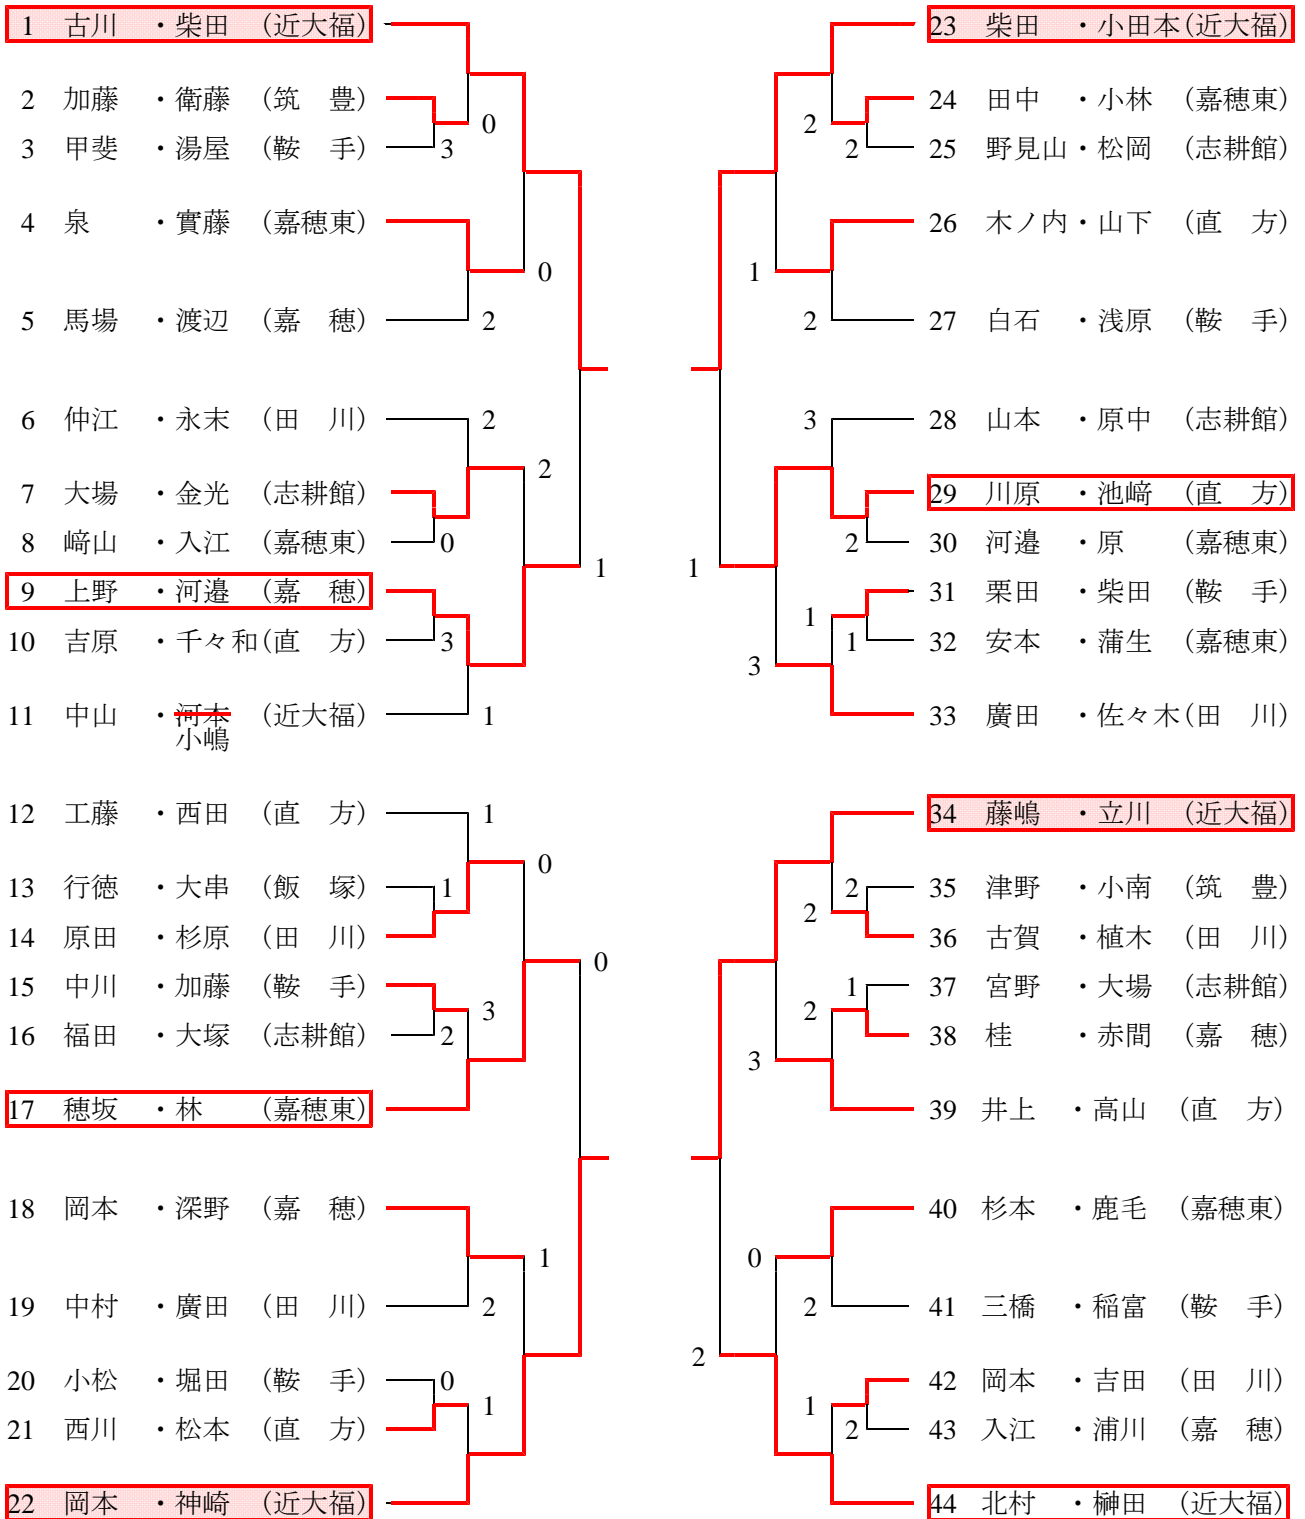 1 古川 ・柴田 (近大福)
2 加藤 ・衛藤 (筑 豊)
0
3 甲斐 ・湯屋 (鞍 手)
3
4 泉 ・實藤 (嘉穂東)
0
5 馬場 ・渡辺 (嘉 穂)
2
6 仲江 ・永末 (田 川)
2
2
7 大場 ・金光 (志耕館)
8 﨑山 ・入江 (嘉穂東)
0
1
9 上野 ・河邉 (嘉 穂)
10 吉原 ・千々和(直 方)
3
11 中山 ・河本 (近大福)
小嶋
1
12 工藤 ・西田 (直 方)
1
0
13 行徳 ・大串 (飯 塚)
1
14 原田 ・杉原 (田 川)
0
15 中川 ・加藤 (鞍 手)
3
16 福田 ・大塚 (志耕館)
2
17 穂坂 ・林 (嘉穂東)
18 岡本 ・深野 (嘉 穂)
1
19 中村 ・廣田 (田 川)
2
20 小松 ・堀田 (鞍 手)
0
1
21 西川 ・松本 (直 方)
22 岡本 ・神崎 (近大福)
23 柴田 ・小田本(近大福)
24 田中 ・小林 (嘉穂東)
2
2
25 野見山・松岡 (志耕館)
26 木ノ内・山下 (直 方)
1
2
27 白石 ・浅原 (鞍 手)
3
28 山本 ・原中 (志耕館)
29 川原 ・池﨑 (直 方)
2
30 河邉 ・原 (嘉穂東)
1
31 栗田 ・柴田 (鞍 手)
1
1
32 安本 ・蒲生 (嘉穂東)
3
33 廣田 ・佐々木(田 川)
34 藤嶋 ・立川 (近大福)
2
35 津野 ・小南 (筑 豊)
2
36 古賀 ・植木 (田 川)
1
37 宮野 ・大場 (志耕館)
2
38 桂 ・赤間 (嘉 穂)
3
39 井上 ・高山 (直 方)
40 杉本 ・鹿毛 (嘉穂東)
0
2
41 三橋 ・稲富 (鞍 手)
2
42 岡本 ・吉田 (田 川)
1
2
43 入江 ・浦川 (嘉 穂)
44 北村 ・榊田 (近大福)